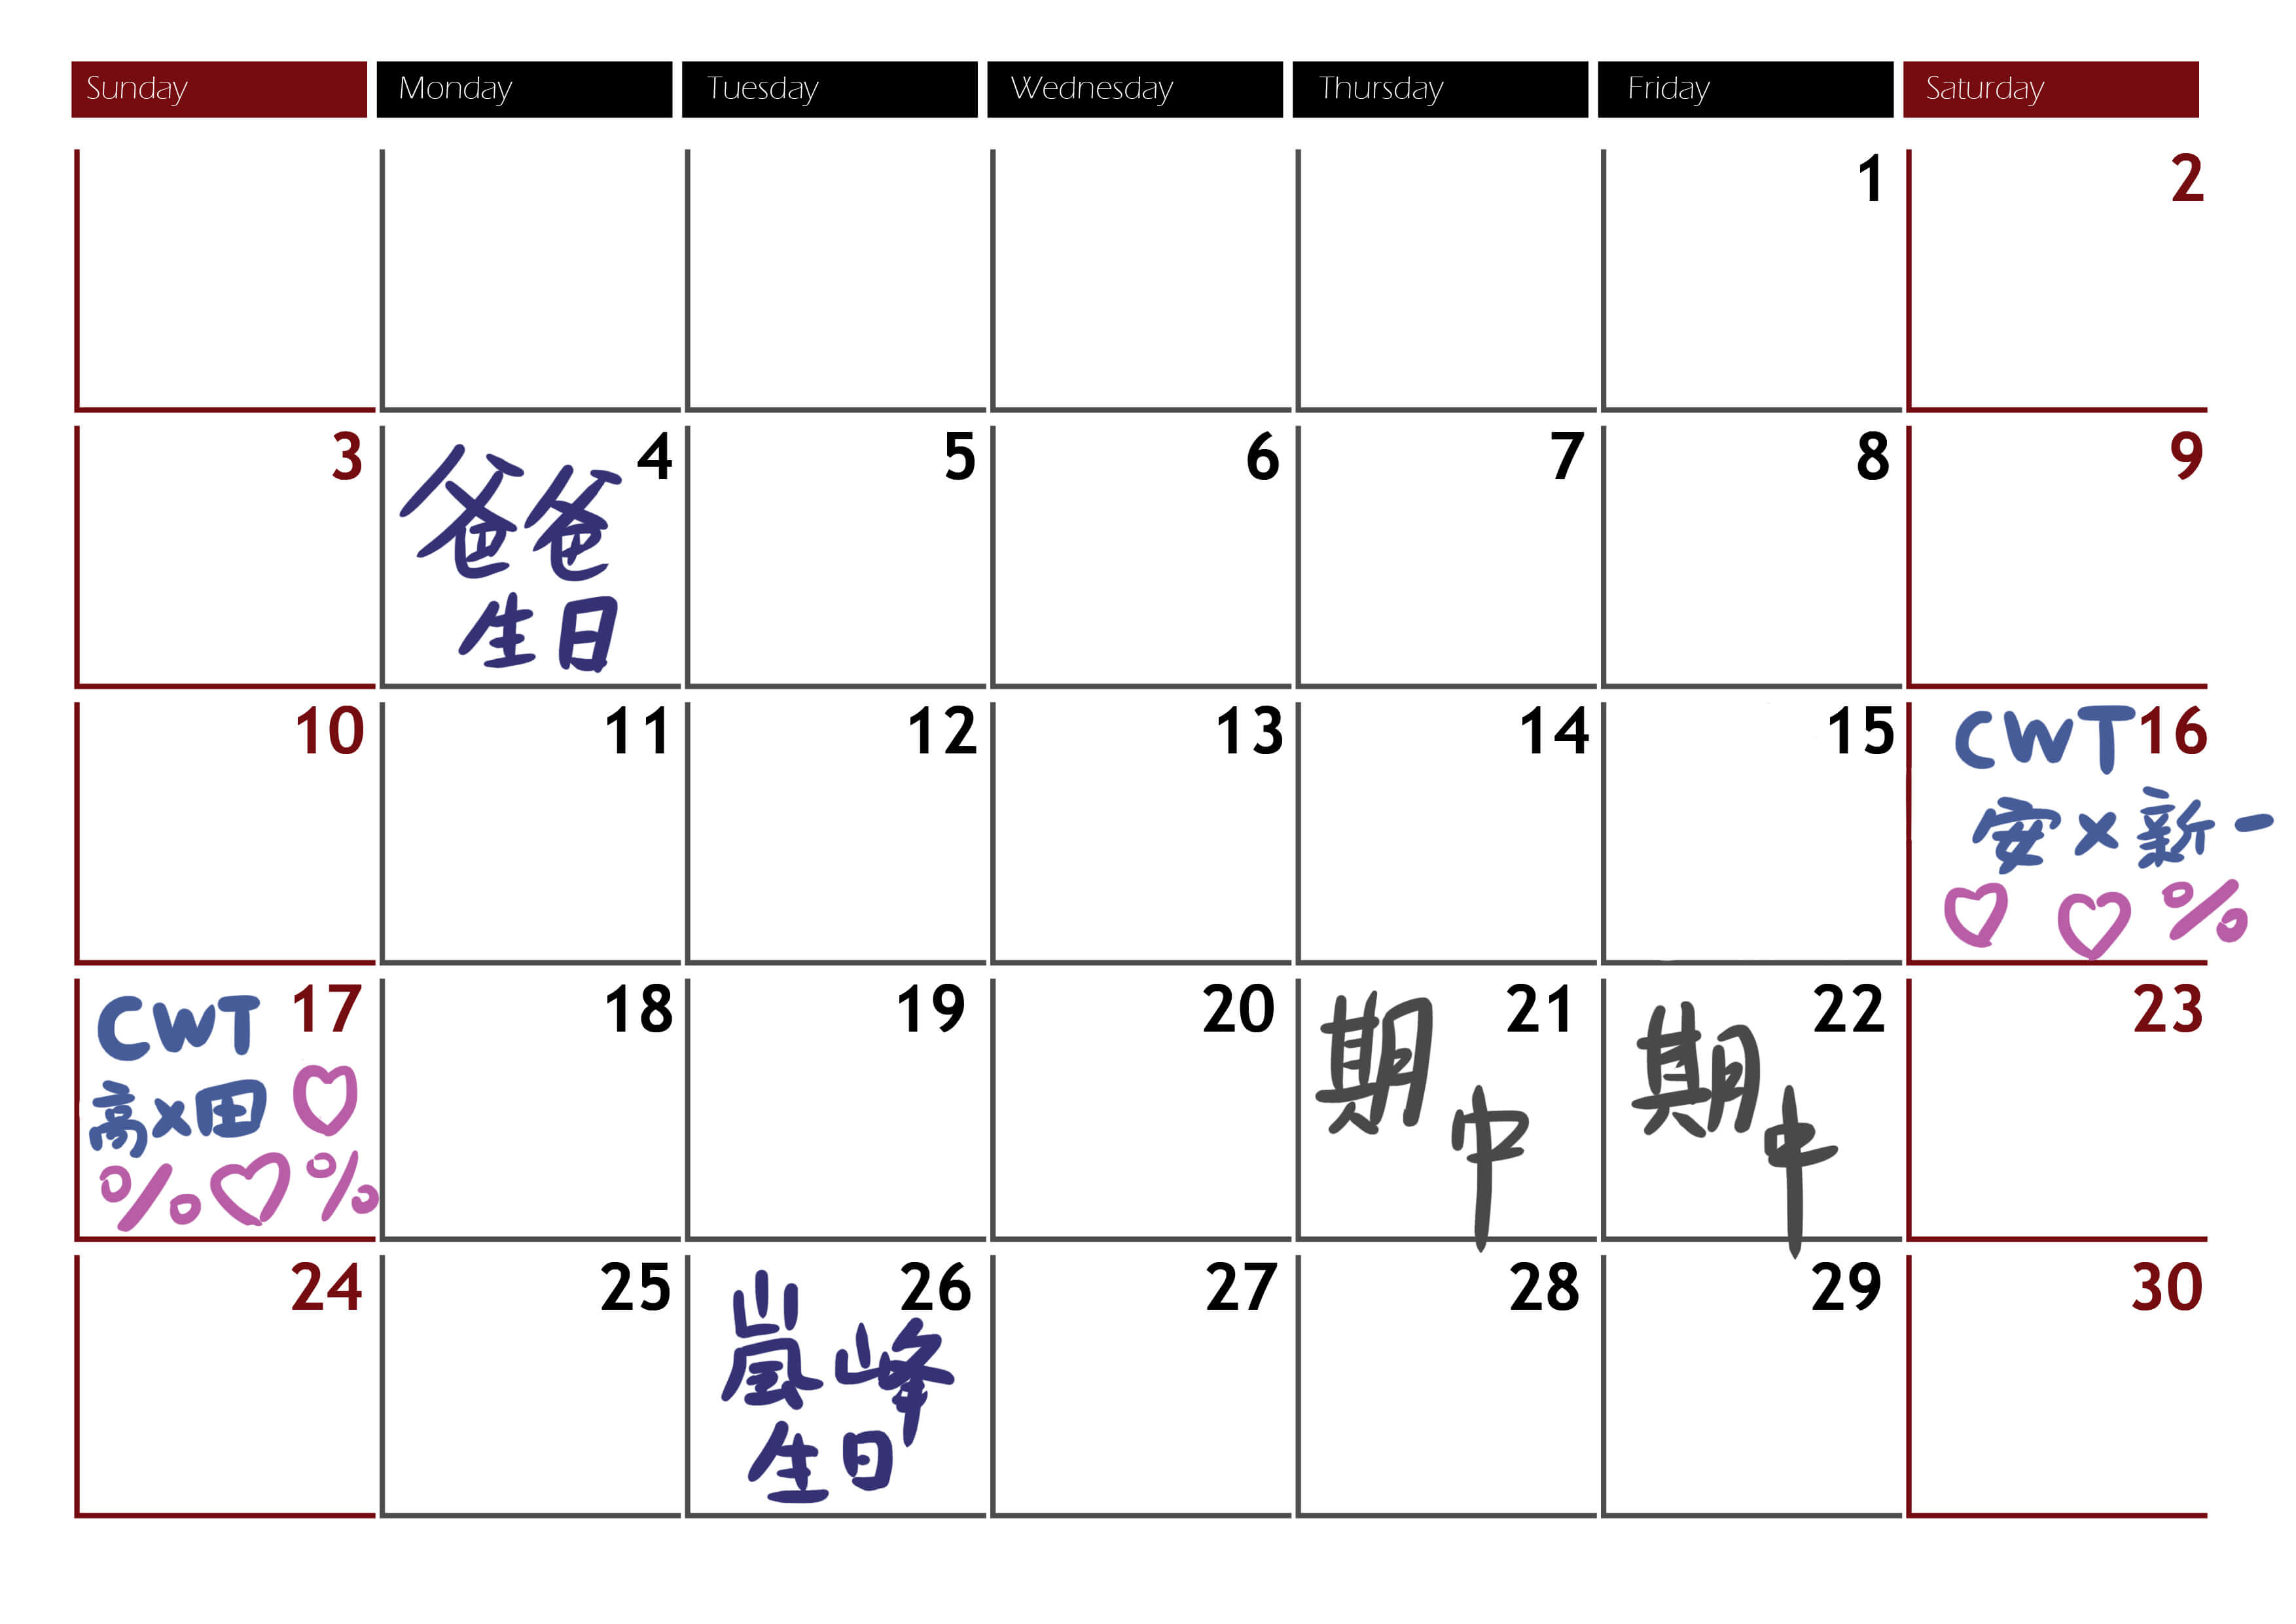 Sunday Monday Tuesday Wednesday Thursday Friday Saturday
1 2
3 4 5 6 7 8 9
爸爸
生日
10 11 12 13 14 15 16
CWT
安×新一
♡ ♡ %
17 18 19 20 21 22 23
CWT
高×田 ♡
% ♡ %
期中
期中
24 25 26 27 28 29 30
嵐峰
生日